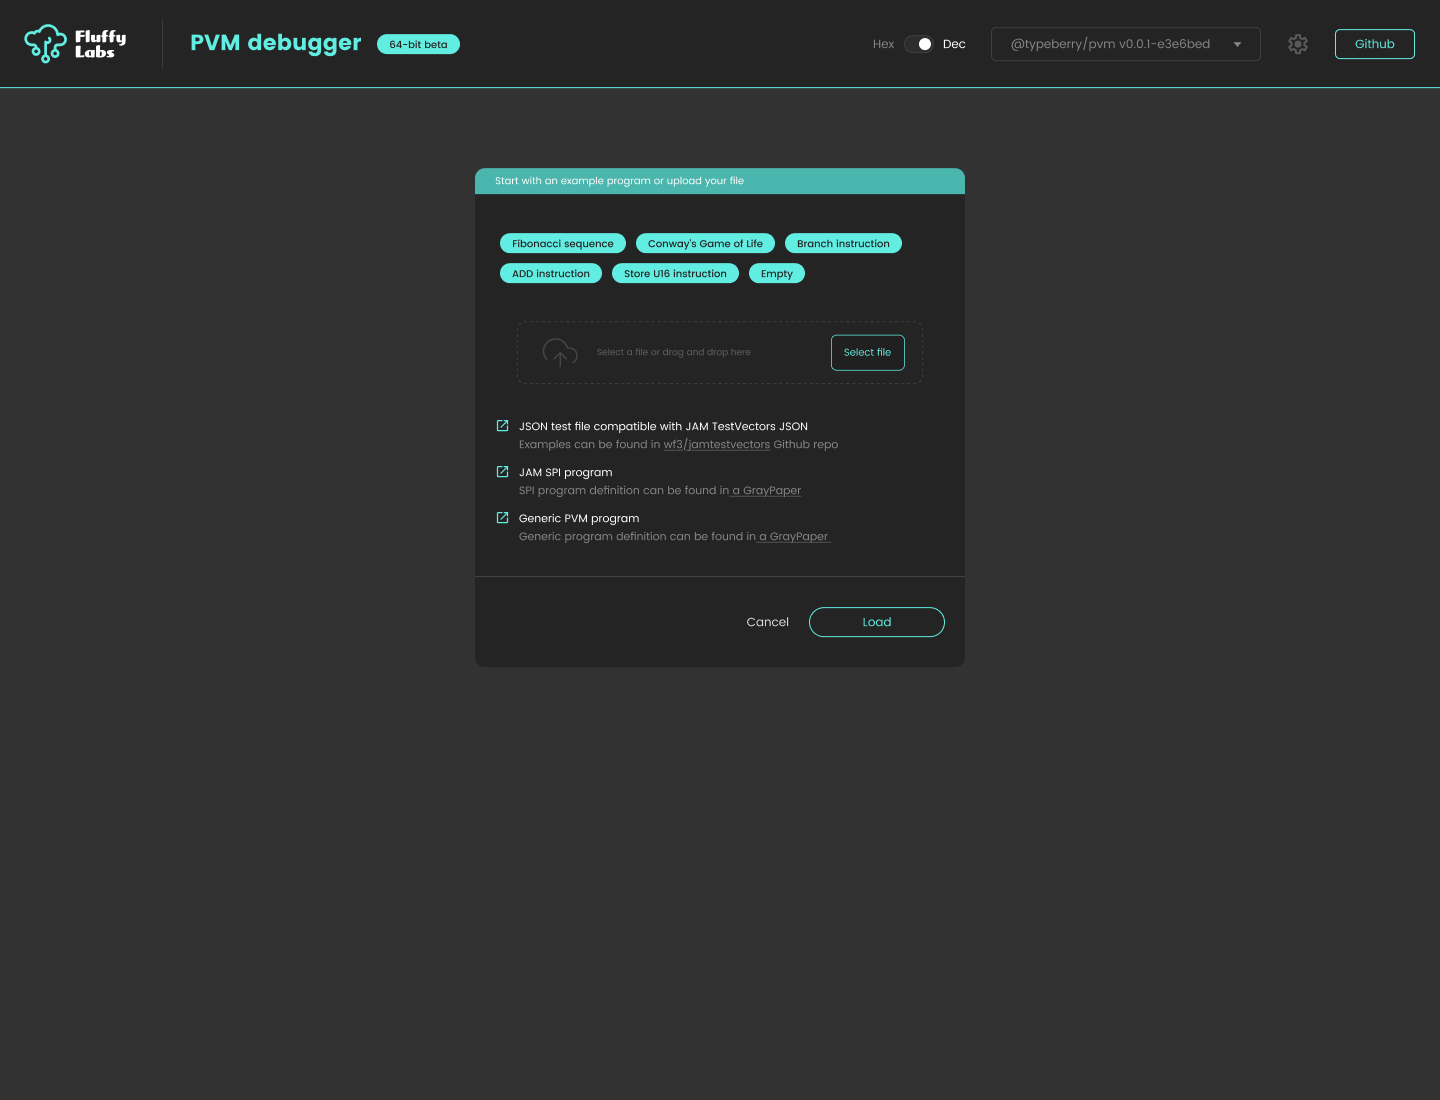 Fluffy
Labs
PVM debugger
64-bit beta
Hex
Dec
@typeberry/pvm v0.0.1-e3e6bed
Github
Start with an example program or upload your file
Fibonacci sequence
Conway's Game of Life
Branch instruction
ADD instruction
Store U16 instruction
Empty
Select a file or drag and drop here
Select file
JSON test file compatible with JAM TestVectors JSON
Examples can be found in wf3/jamtestvectors Github repo
JAM SPI program
SPI program definition can be found in a GrayPaper
Generic PVM program
Generic program definition can be found in a GrayPaper
Cancel
Load